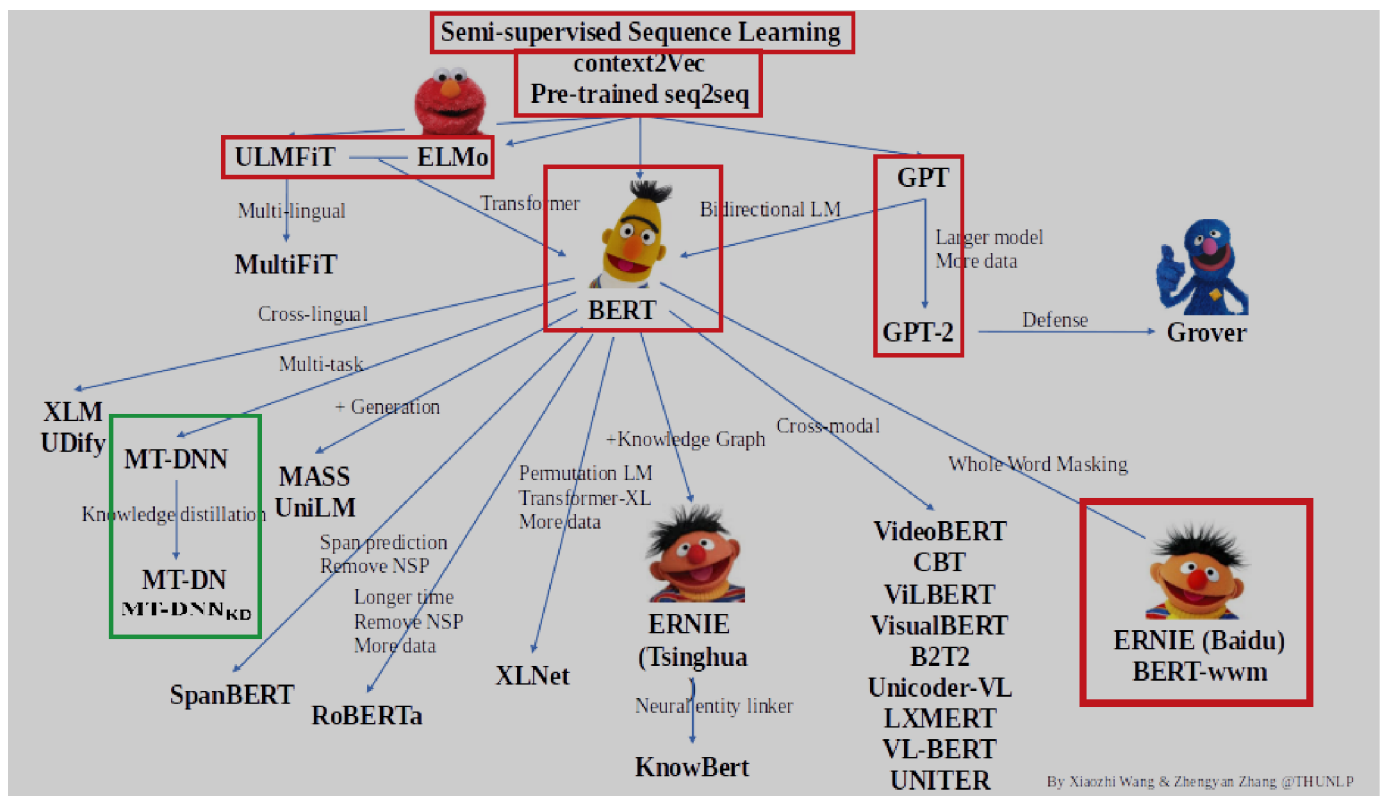 Semi-supervised Sequence Learning
context2Vec
Pre-trained seq2seq
ULMFiT
ELMo
GPT
Multi-lingual
Transformer
Bidirectional LM
Larger model
More data
MultiFiT
BERT
GPT-2
Defense
Grover
Cross-lingual
Multi-task
+ Generation
+Knowledge Graph
Cross-modal
Whole Word Masking
XLM
UDify
MT-DNN
Knowledge distillation
MT-DN
MT-DNNKD
MASS
UniLM
Permutation LM
Transformer-XL
More data
Span prediction
Remove NSP
Longer time
Remove NSP
More data
SpanBERT
RoBERTa
XLNet
ERNIE
(Tsinghua
)
Neural entity linker
KnowBert
VideoBERT
CBT
ViLBERT
VisualBERT
B2T2
Unicoder-VL
LXMERT
VL-BERT
UNITER
ERNIE (Baidu)
BERT-wwm
By Xiaozhi Wang & Zhengyan Zhang @THUNLP